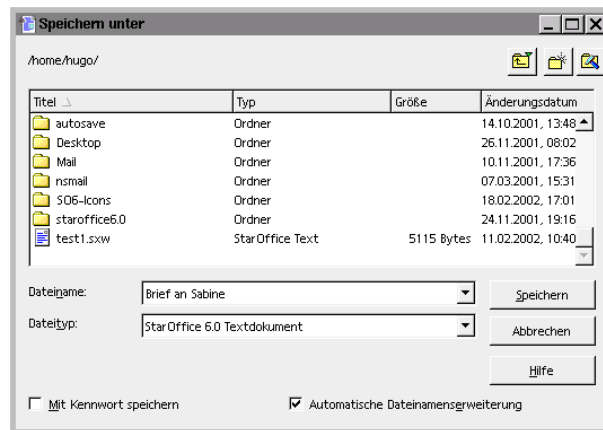 Speichern unter
/home/hugo/
Titel Typ Größe Änderungsdatum
autosave Ordner 14.10.2001, 13:48
Desktop Ordner 26.11.2001, 08:02
Mail Ordner 10.11.2001, 17:36
nsmail Ordner 07.03.2001, 15:31
SO6-Icons Ordner 18.02.2002, 17:01
staroffice6.0 Ordner 24.11.2001, 19:16
test1.sxw StarOffice Text 5115 Bytes 11.02.2002, 10:40
Dateiname: Brief an Sabine Speichern
Dateityp: StarOffice 6.0 Textdokument Abbrechen
Hilfe
Mit Kennwort speichern Automatische Dateinamenserweiterung